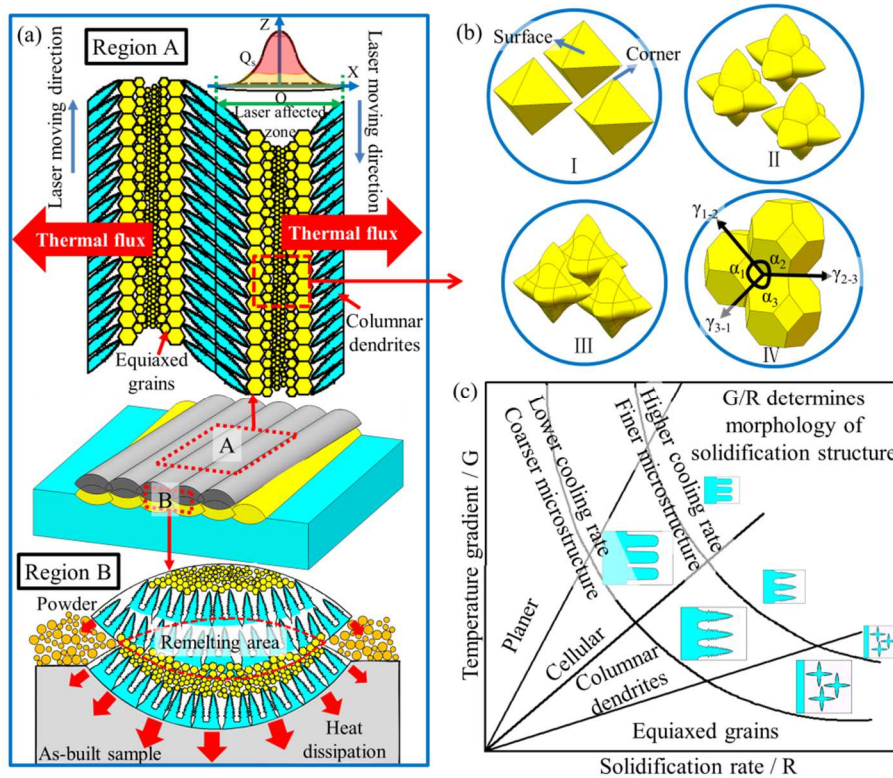 (a)
Region A
Z
Qs
X
O
Laser affected
zone
Laser moving direction
Laser moving
direction
Thermal flux
Thermal flux
Equiaxed
grains
Columnar
dendrites
A
B
Region B
Powder
Remelting area
As-built sample
Heat
dissipation
(b)
Surface
Corner
I
II
III
γ1-2
α1
α2
γ2-3
α3
γ3-1
IV
(c)
G/R determines
morphology of
solidification structure
Lower cooling rate
Coarser microstructure
Higher cooling rate
Finer microstructure
Temperature gradient / G
Planer
Cellular
Columnar
dendrites
Equiaxed grains
Solidification rate / R